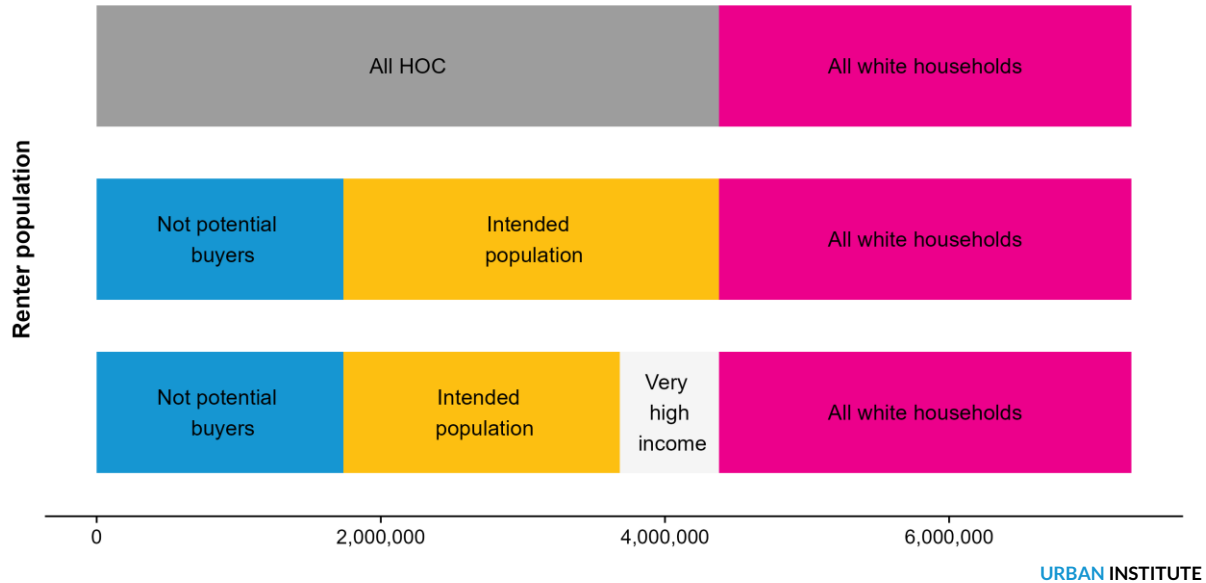 All HOC
All white households
Renter population
Not potential
buyers
Intended
population
All white households
Not potential
buyers
Intended
population
Very
high
income
All white households
0
2,000,000
4,000,000
6,000,000
URBAN INSTITUTE